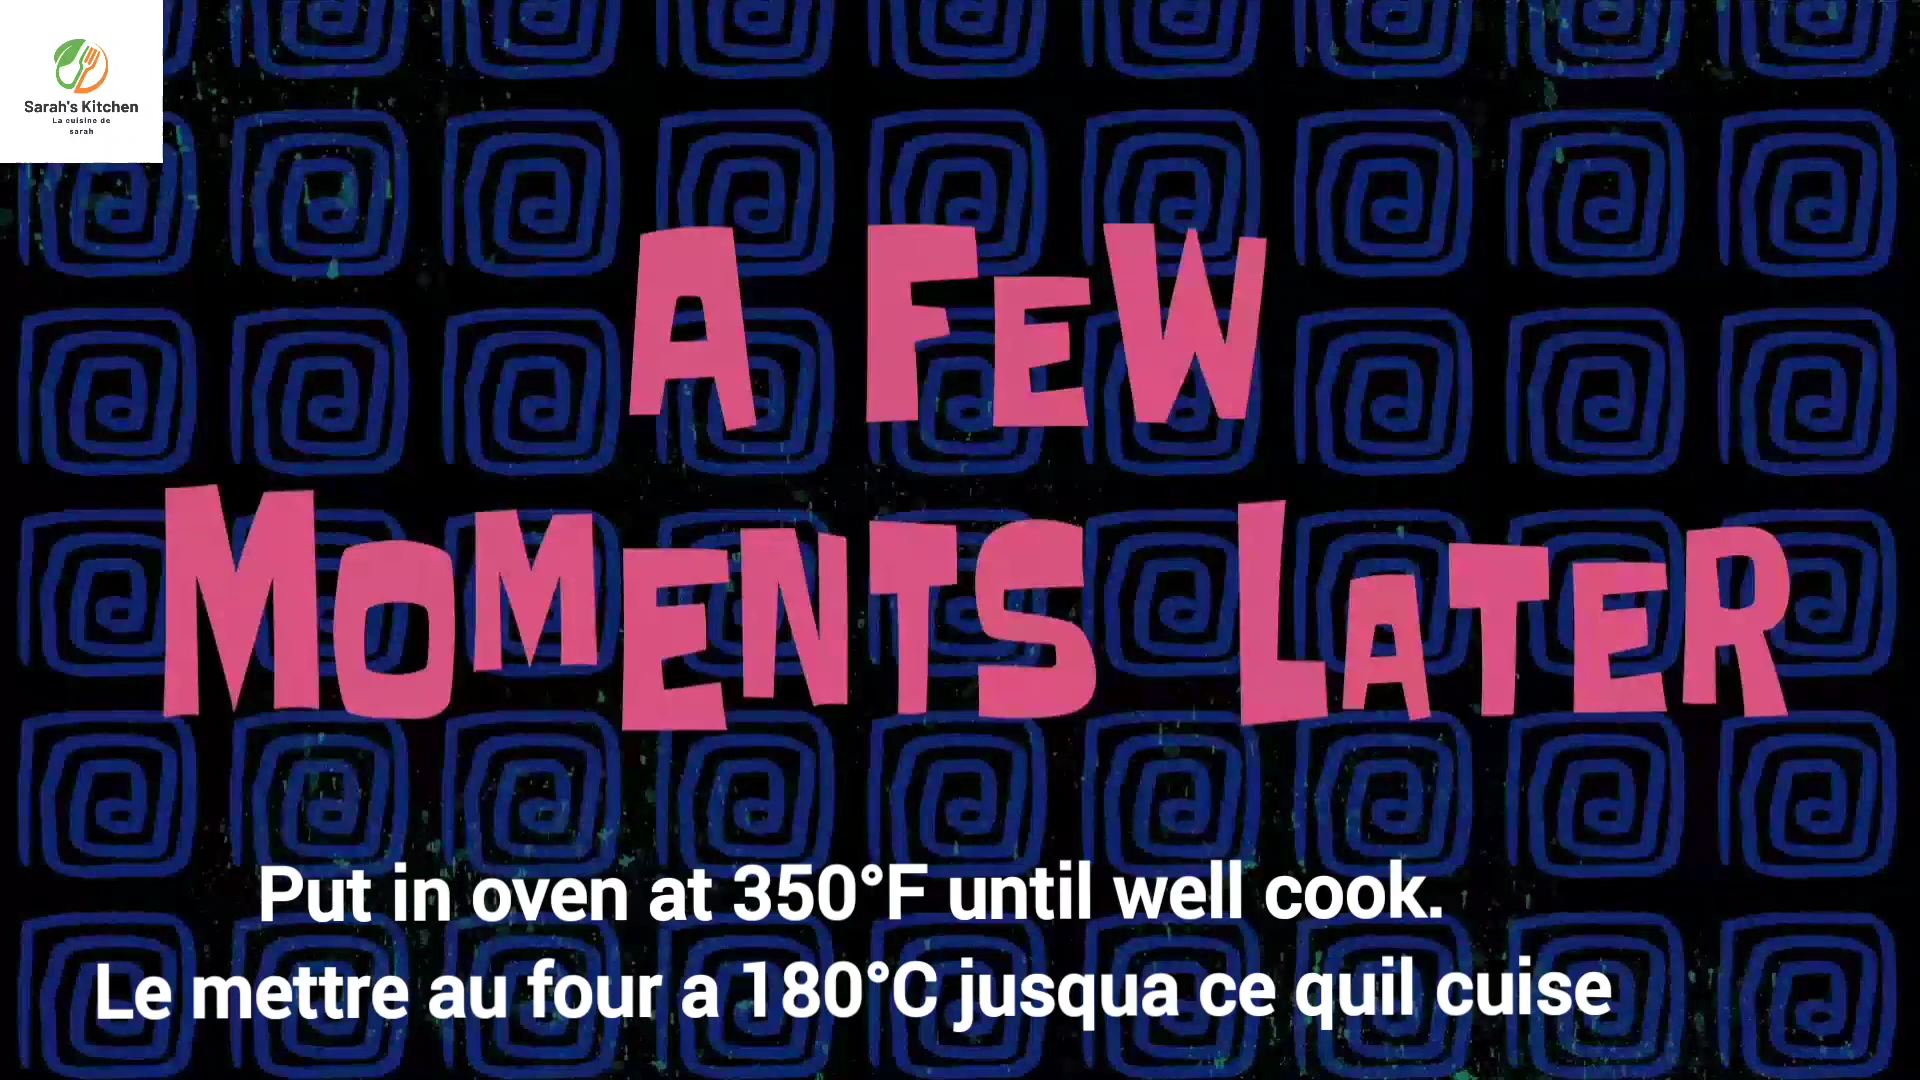 Sarah's Kitchen
La cuisine de
sarah
A FEW
MOMENTS LATER
Put in oven at 350°F until well cook.
Le mettre au four a 180°C jusqua ce quil cuise